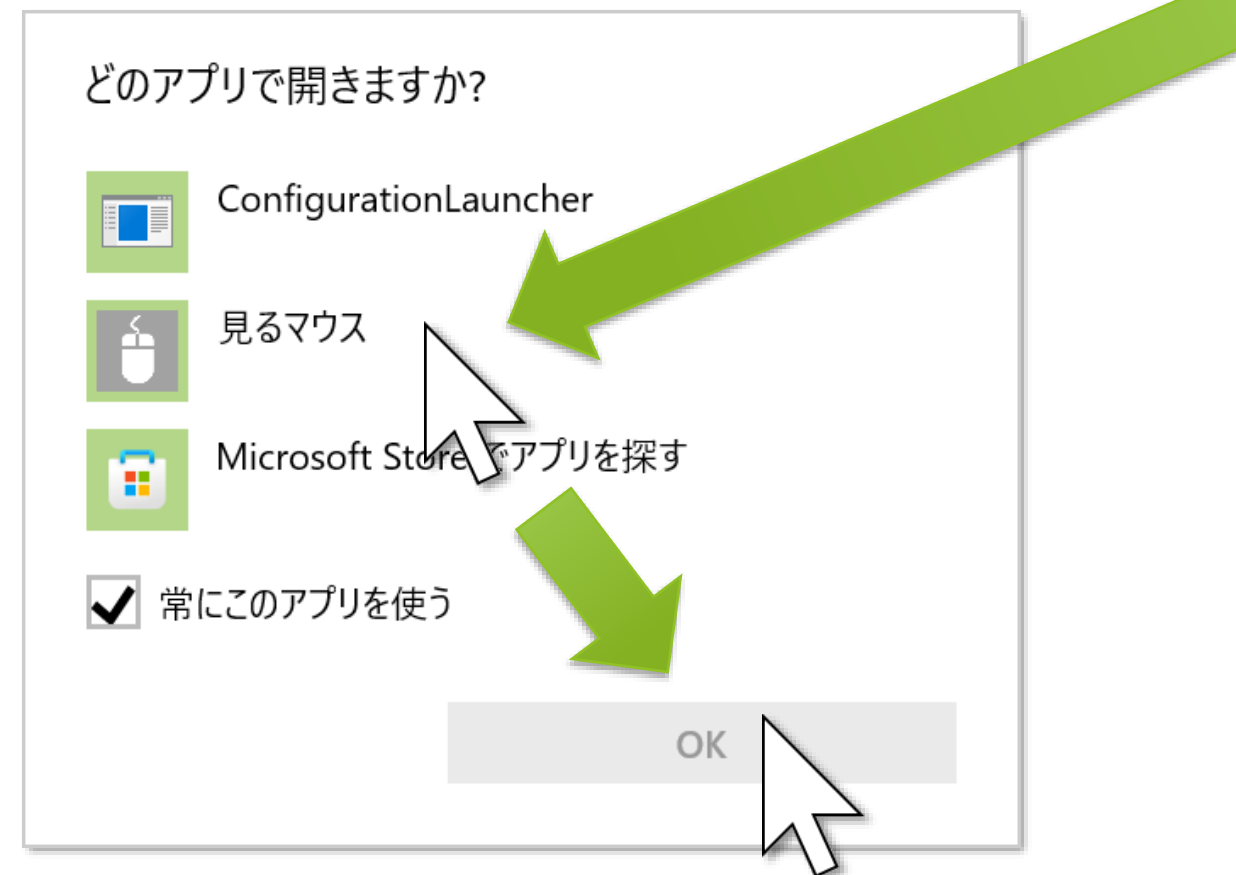 どのアプリで開きますか?
ConfigurationLauncher
見るマウス
Microsoft Store でアプリを探す
常にこのアプリを使う
OK